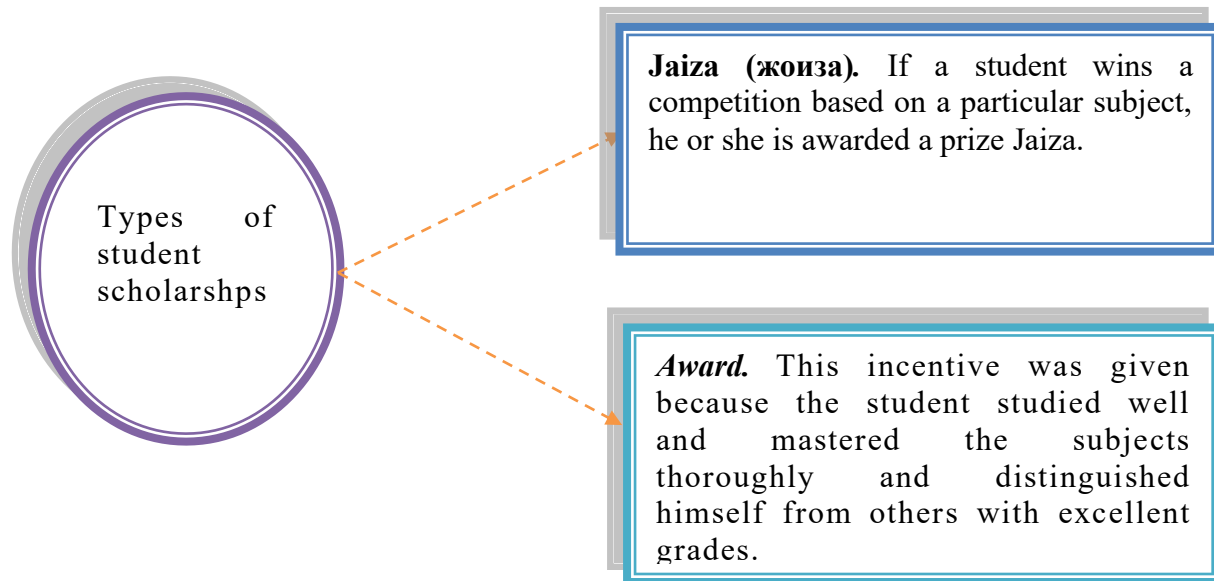 Types of
student
scholarshps
Jaiza (жоиза). If a student wins a
competition based on a particular subject,
he or she is awarded a prize Jaiza.
Award. This incentive was given
because the student studied well
and mastered the subjects
thoroughly and distinguished
himself from others with excellent
grades.